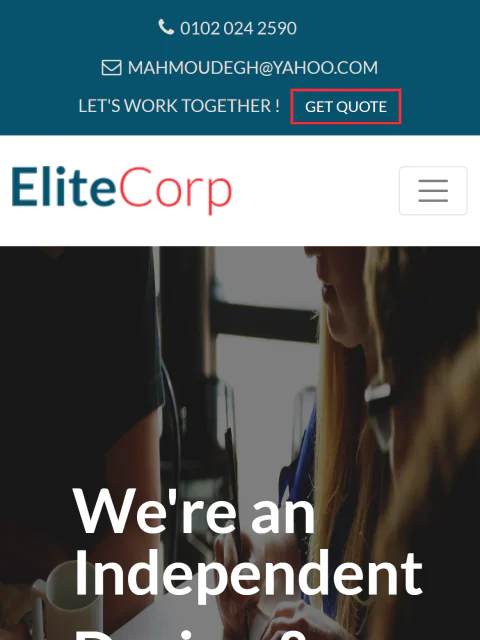 0102 024 2590
MAHMOUDEGH@YAHOO.COM
LET'S WORK TOGETHER ! GET QUOTE
EliteCorp
We're an
Independent